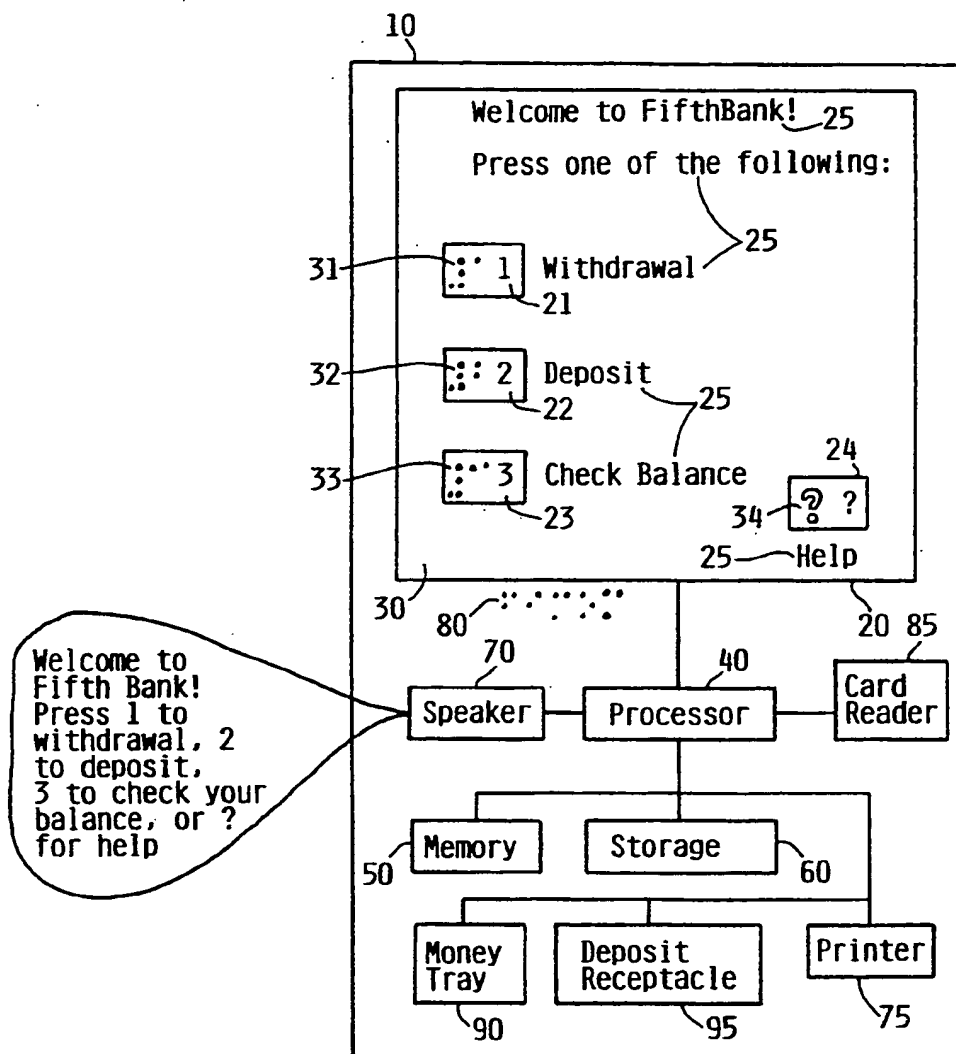 10
Welcome to FifthBank!
25
Press one of the following:
25
31
1 Withdrawal
21
32
2 Deposit
22
25
33
3 Check Balance
23
24
34
?
?
25
Help
30
80
20
85
70
40
Welcome to
Fifth Bank!
Press 1 to
withdrawal, 2
to deposit,
3 to check your
balance, or ?
for help
Speaker
Processor
Card
Reader
50
Memory
Storage
60
Money
Tray
Deposit
Receptacle
Printer
90
95
75